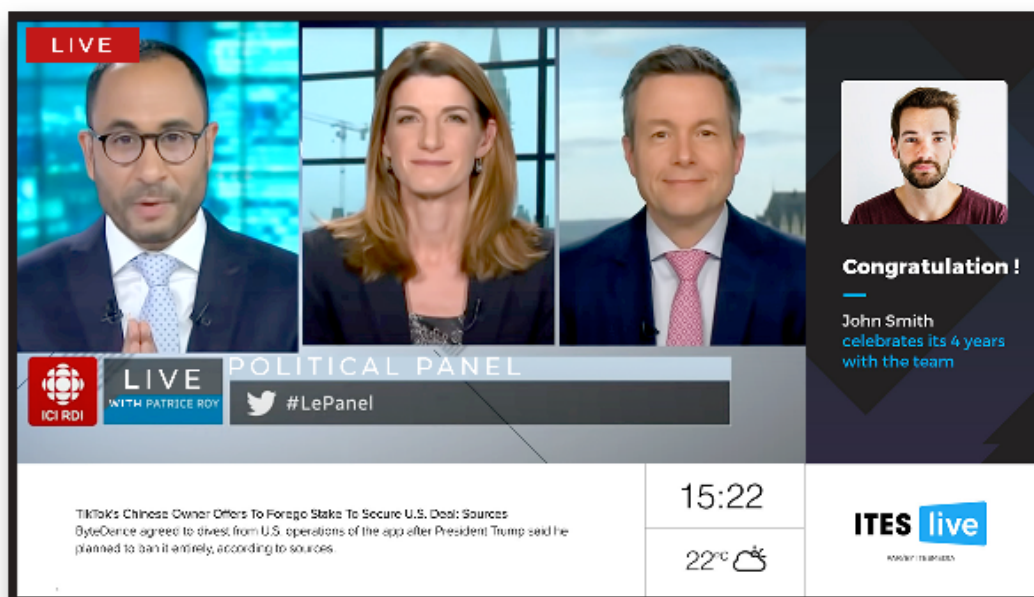 LIVE
Congratulation !
John Smith
celebrates its 4 years
with the team
POLITICAL PANEL
ICI RDI
LIVE
WITH PATRICE ROY
#LePanel
TikTok's Chinese Owner Offers To Forego Stake To Secure U.S. Deal: Sources
ByteDance agreed to divest from U.S. operations of the app after President Trump said he
planned to ban it entirely, according to sources.
15:22
22°C
ITES live